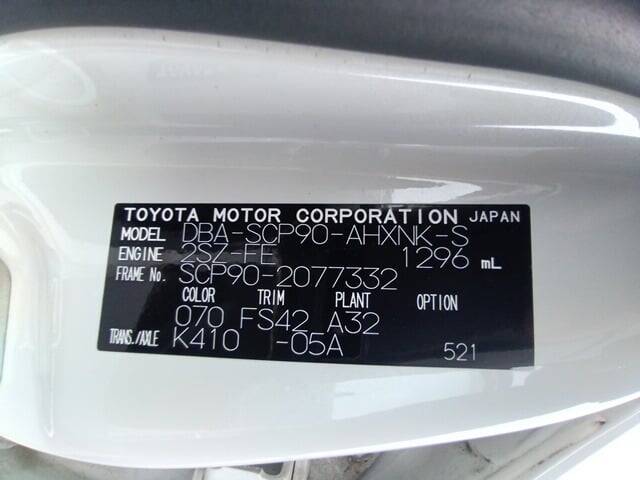 TOYOTA MOTOR CORPORATION JAPAN
MODEL DBA-SCP90-AHXNK-S
ENGINE 2SZ-FE 1296 mL
FRAME No. SCP90-2077332
COLOR TRIM PLANT OPTION
070 FS42 A32
TRANS./AXLE K410 -05A 521